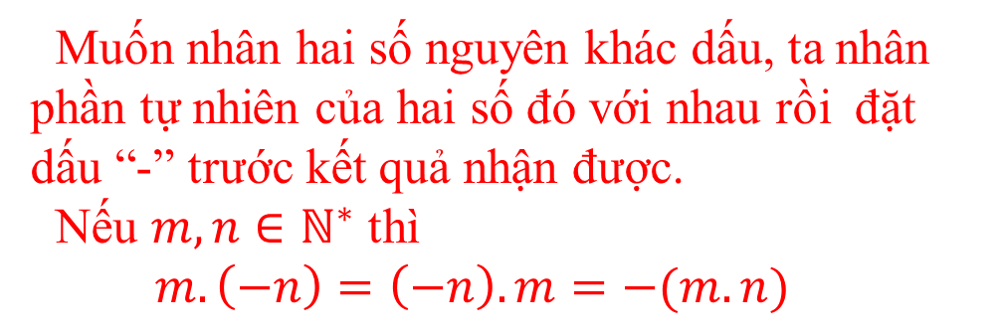 Muốn nhân hai số nguyên khác dấu, ta nhân
phần tự nhiên của hai số đó với nhau rồi đặt
dấu “-” trước kết quả nhận được.
Nếu m, n ∈ ℕ* thì
m. (−n) = (−n). m = −(m. n)